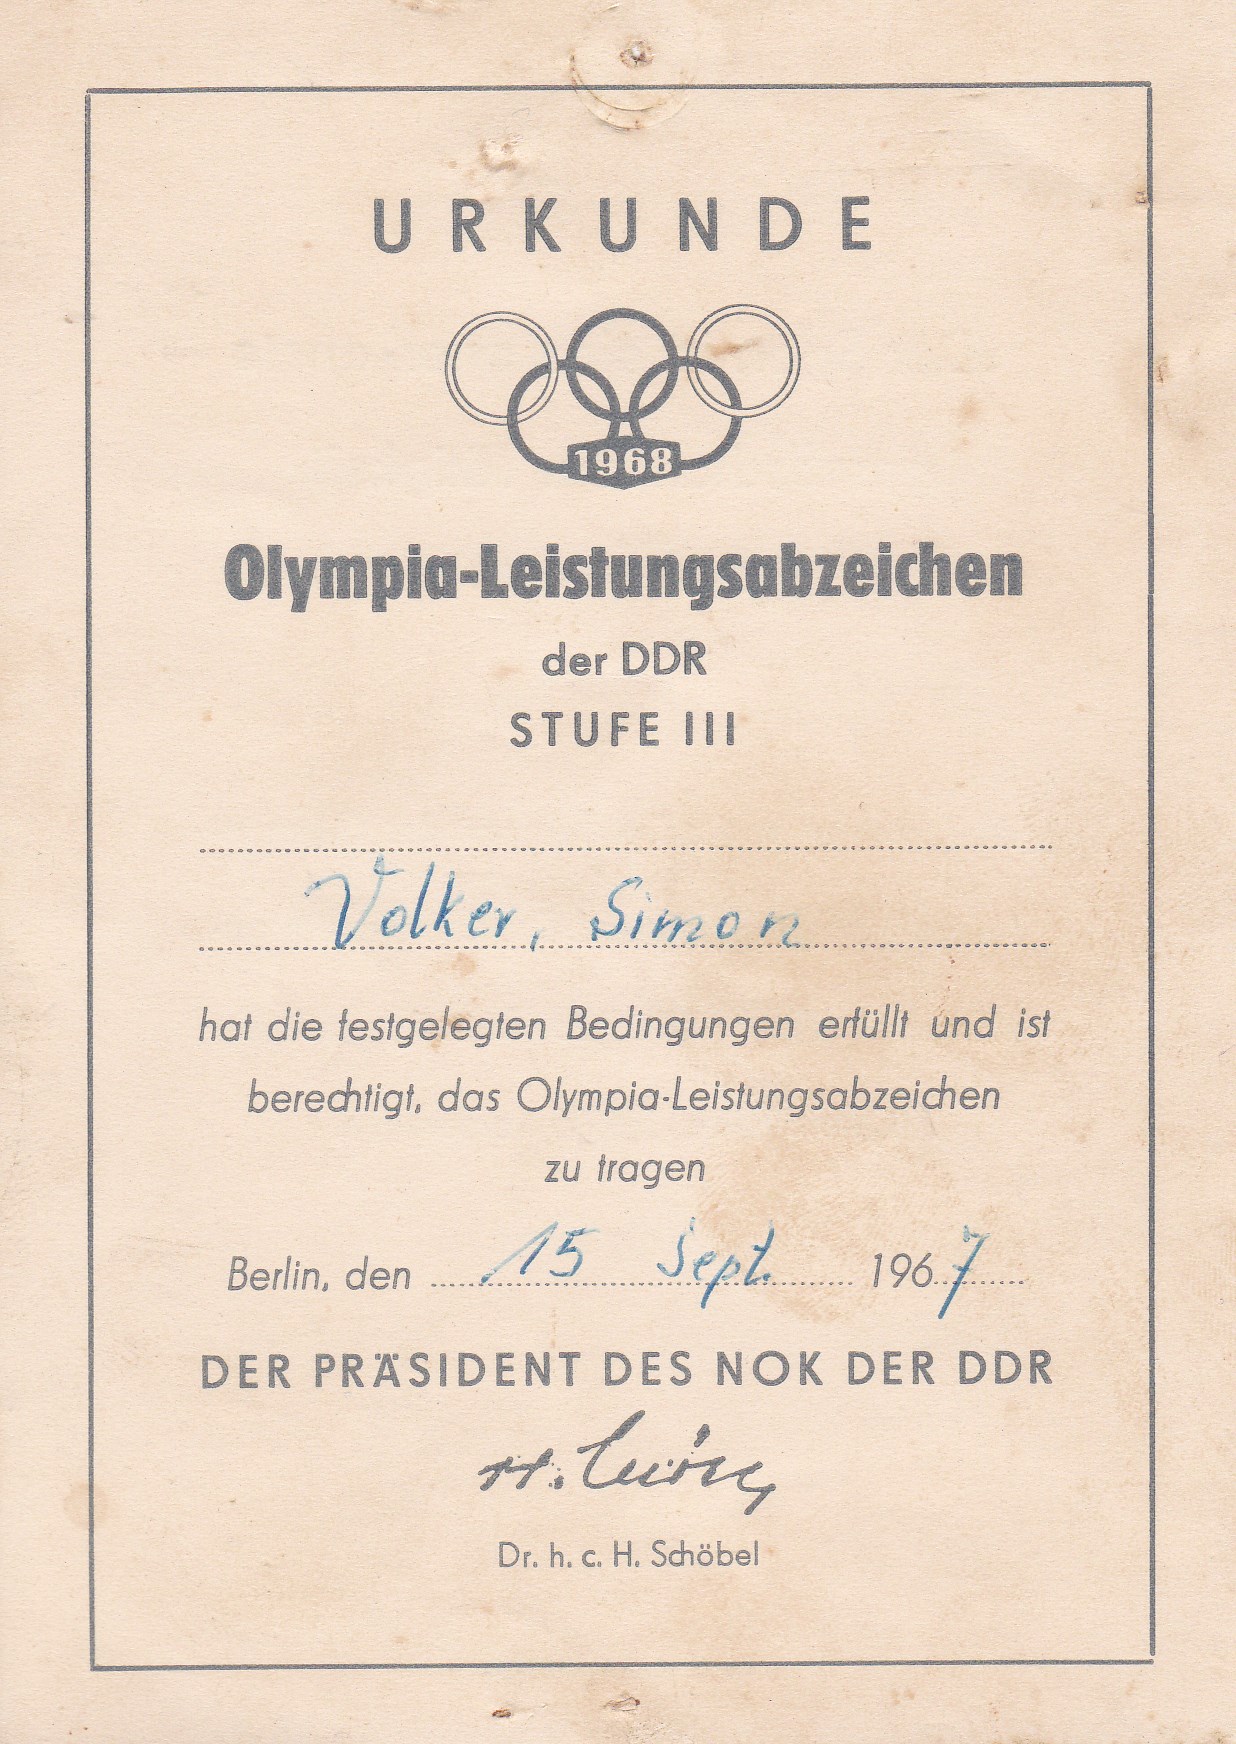 URKUNDE
1968
Olympia-Leistungsabzeichen
der DDR
STUFE III
Volker, Simon
hat die festgelegten Bedingungen erfüllt und ist
berechtigt, das Olympia-Leistungsabzeichen
zu tragen
Berlin, den 15 Sept. 1967
DER PRÄSIDENT DES NOK DER DDR
Dr. h. c. H. Schöbel